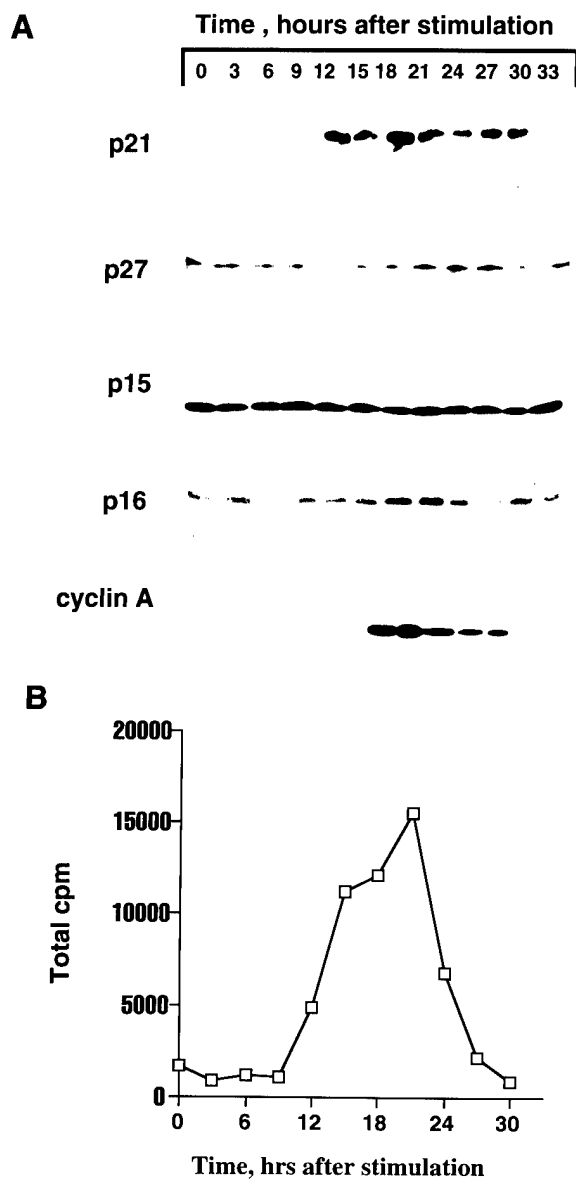 A
Time , hours after stimulation
0 3 6 9 12 15 18 21 24 27 30 33
p21
p27
p15
p16
cyclin A
B
20000
15000
10000
5000
0
Total cpm
0 6 12 18 24 30
Time, hrs after stimulation